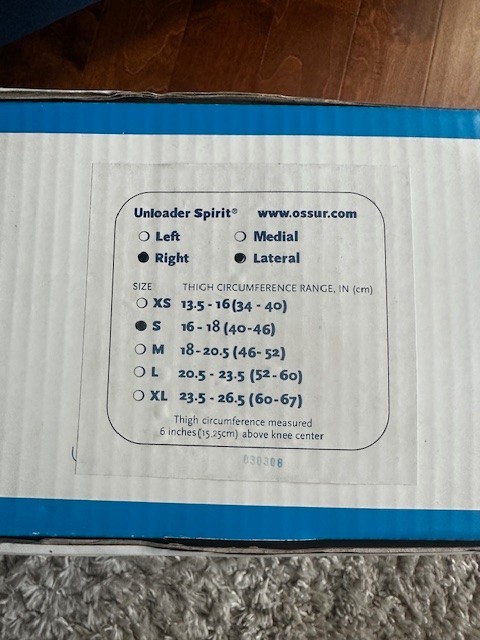 Unloader Spirit® www.ossur.com
○ Left ○ Medial
● Right ● Lateral
SIZE THIGH CIRCUMFERENCE RANGE, IN (cm)
○ XS 13.5 - 16 (34 - 40)
● S 16 - 18 (40-46)
○ M 18 - 20.5 (46- 52)
○ L 20.5 - 23.5 (52 - 60)
○ XL 23.5 - 26.5 (60-67)
Thigh circumference measured
6 inches (15.25cm) above knee center
030308